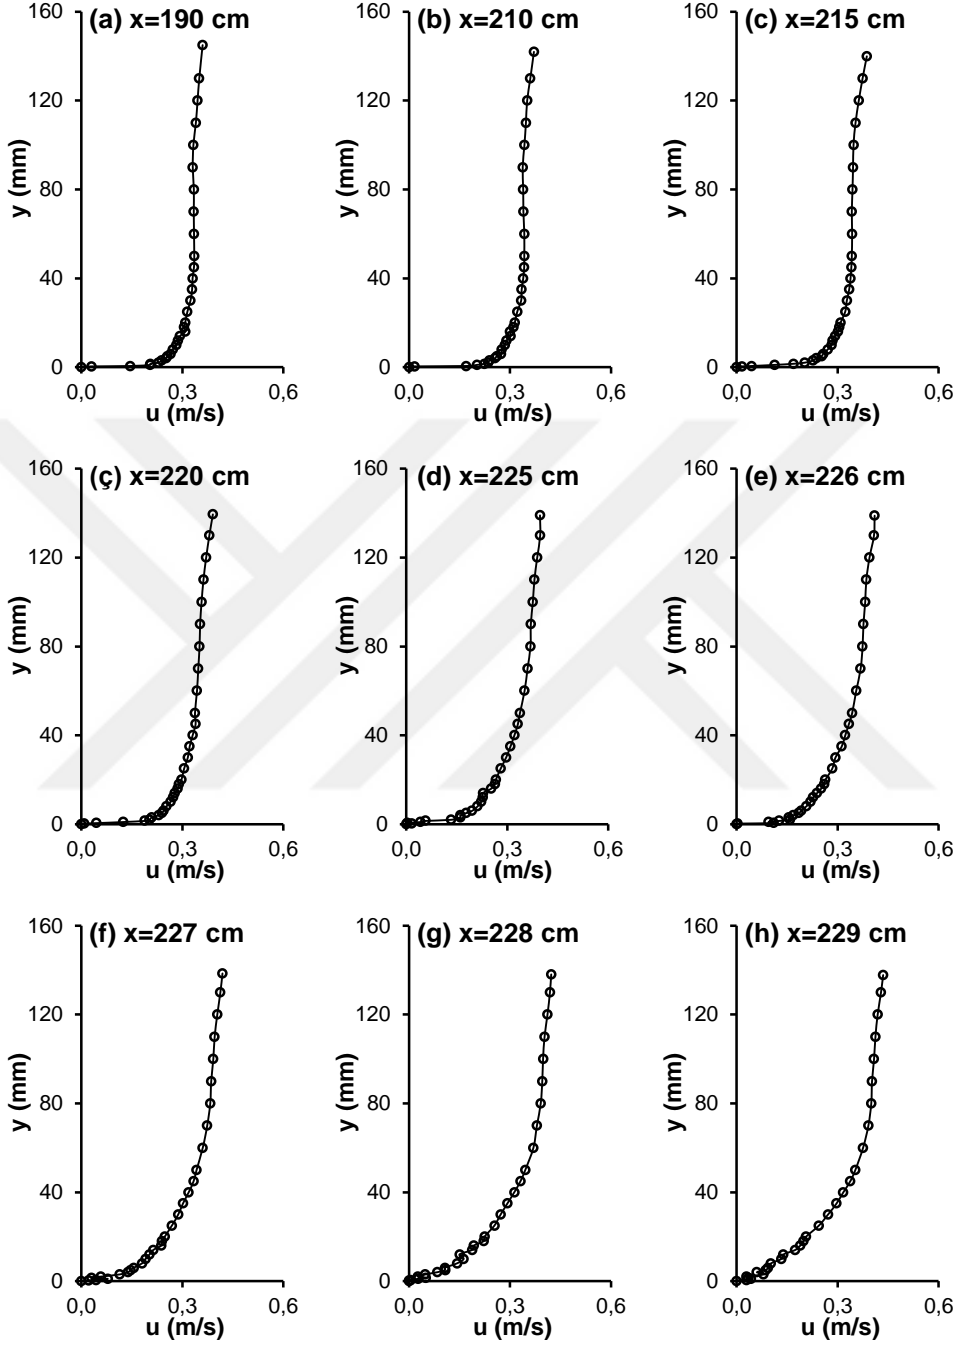 (a) x=190 cm
(b) x=210 cm
(c) x=215 cm
160
160
160
120
120
120
y (mm)
y (mm)
y (mm)
80
80
80
40
40
40
0
0
0
0,0 0,3 0,6
0,0 0,3 0,6
0,0 0,3 0,6
u (m/s)
u (m/s)
u (m/s)
(ç) x=220 cm
(d) x=225 cm
(e) x=226 cm
160
160
160
120
120
120
y (mm)
y (mm)
y (mm)
80
80
80
40
40
40
0
0
0
0,0 0,3 0,6
0,0 0,3 0,6
0,0 0,3 0,6
u (m/s)
u (m/s)
u (m/s)
(f) x=227 cm
(g) x=228 cm
(h) x=229 cm
160
160
160
120
120
120
y (mm)
y (mm)
y (mm)
80
80
80
40
40
40
0
0
0
0,0 0,3 0,6
0,0 0,3 0,6
0,0 0,3 0,6
u (m/s)
u (m/s)
u (m/s)